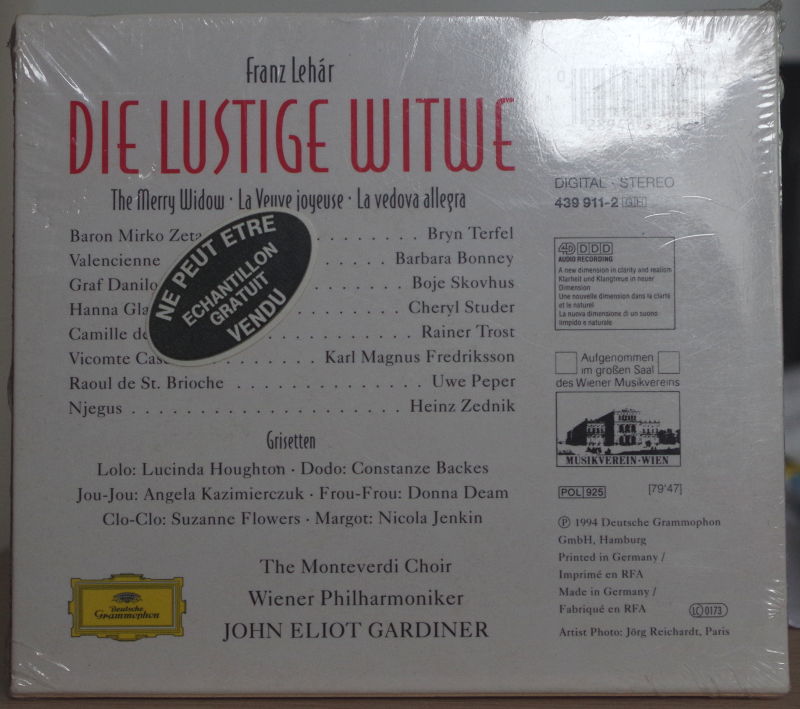 Franz Lehár
DIE LUSTIGE WITWE
The Merry Widow · La Veuve joyeuse · La vedova allegra
Baron Mirko Zeta . . . . . . . . Bryn Terfel
Valencienne . . . . . Barbara Bonney
Graf Danilo . . . . . . . . Boje Skovhus
Hanna Gla . . . . . . . . Cheryl Studer
Camille de . . . . . . . . Rainer Trost
Vicomte Cas . . . . . . . Karl Magnus Fredriksson
Raoul de St. Brioche . . . . . . . . . . . . . . Uwe Peper
Njegus . . . . . . . . . . . . . . . . . . . . . Heinz Zednik
NE PEUT ETRE
ECHANTILLON
GRATUIT
VENDU
Grisetten
Lolo: Lucinda Houghton · Dodo: Constanze Backes
Jou-Jou: Angela Kazimierczuk · Frou-Frou: Donna Deam
Clo-Clo: Suzanne Flowers · Margot: Nicola Jenkin
The Monteverdi Choir
Wiener Philharmoniker
JOHN ELIOT GARDINER
Deutsche
Grammophon
DIGITAL · STEREO
439 911-2 GH
4D DDD
AUDIO RECORDING
A new dimension in clarity and realism
Klarheit und Klangtreue in neuer
Dimension
Une nouvelle dimension dans la clarté
et le naturel
La nuova dimensione di un suono
limpido e naturale
Aufgenommen
im großen Saal
des Wiener Musikvereins
MUSIKVEREIN-WIEN
POL 925 [79'47]
Ⓟ 1994 Deutsche Grammophon
GmbH, Hamburg
Printed in Germany /
Imprimé en RFA
Made in Germany /
Fabriqué en RFA
LC 0173
Artist Photo: Jörg Reichardt, Paris